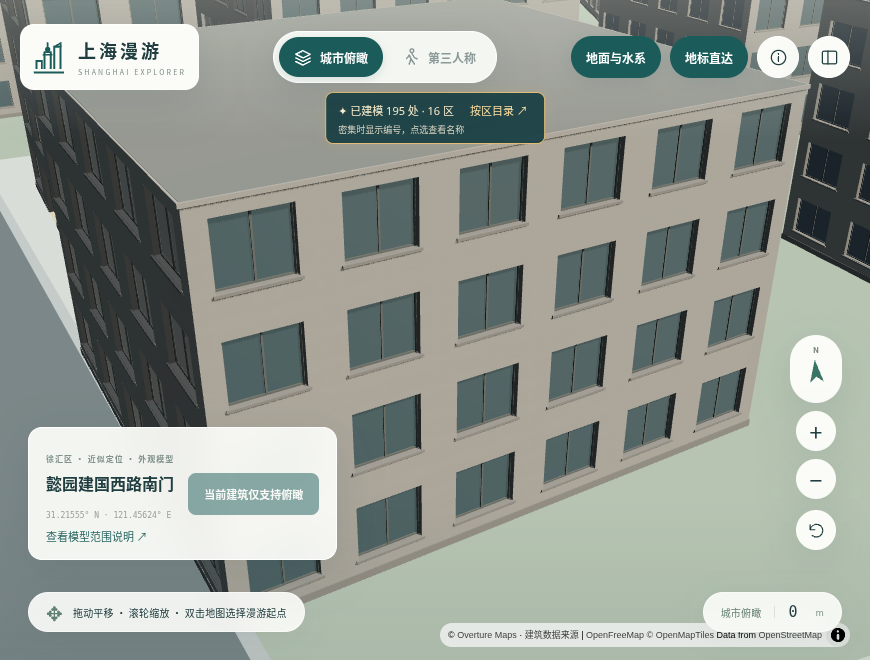 上海漫游
SHANGHAI EXPLORER
城市俯瞰
第三人称
地面与水系
地标直达
✦ 已建模 195 处 · 16 区 按区目录 ↗
密集时显示编号，点选查看名称
N
徐汇区 · 近似定位 · 外观模型
懿园建国西路南门
当前建筑仅支持俯瞰
31.21555° N · 121.45624° E
查看模型范围说明 ↗
+
−
拖动平移 · 滚轮缩放 · 双击地图选择漫游起点
城市俯瞰 0 m
© Overture Maps · 建筑数据来源 | OpenFreeMap © OpenMapTiles Data from OpenStreetMap